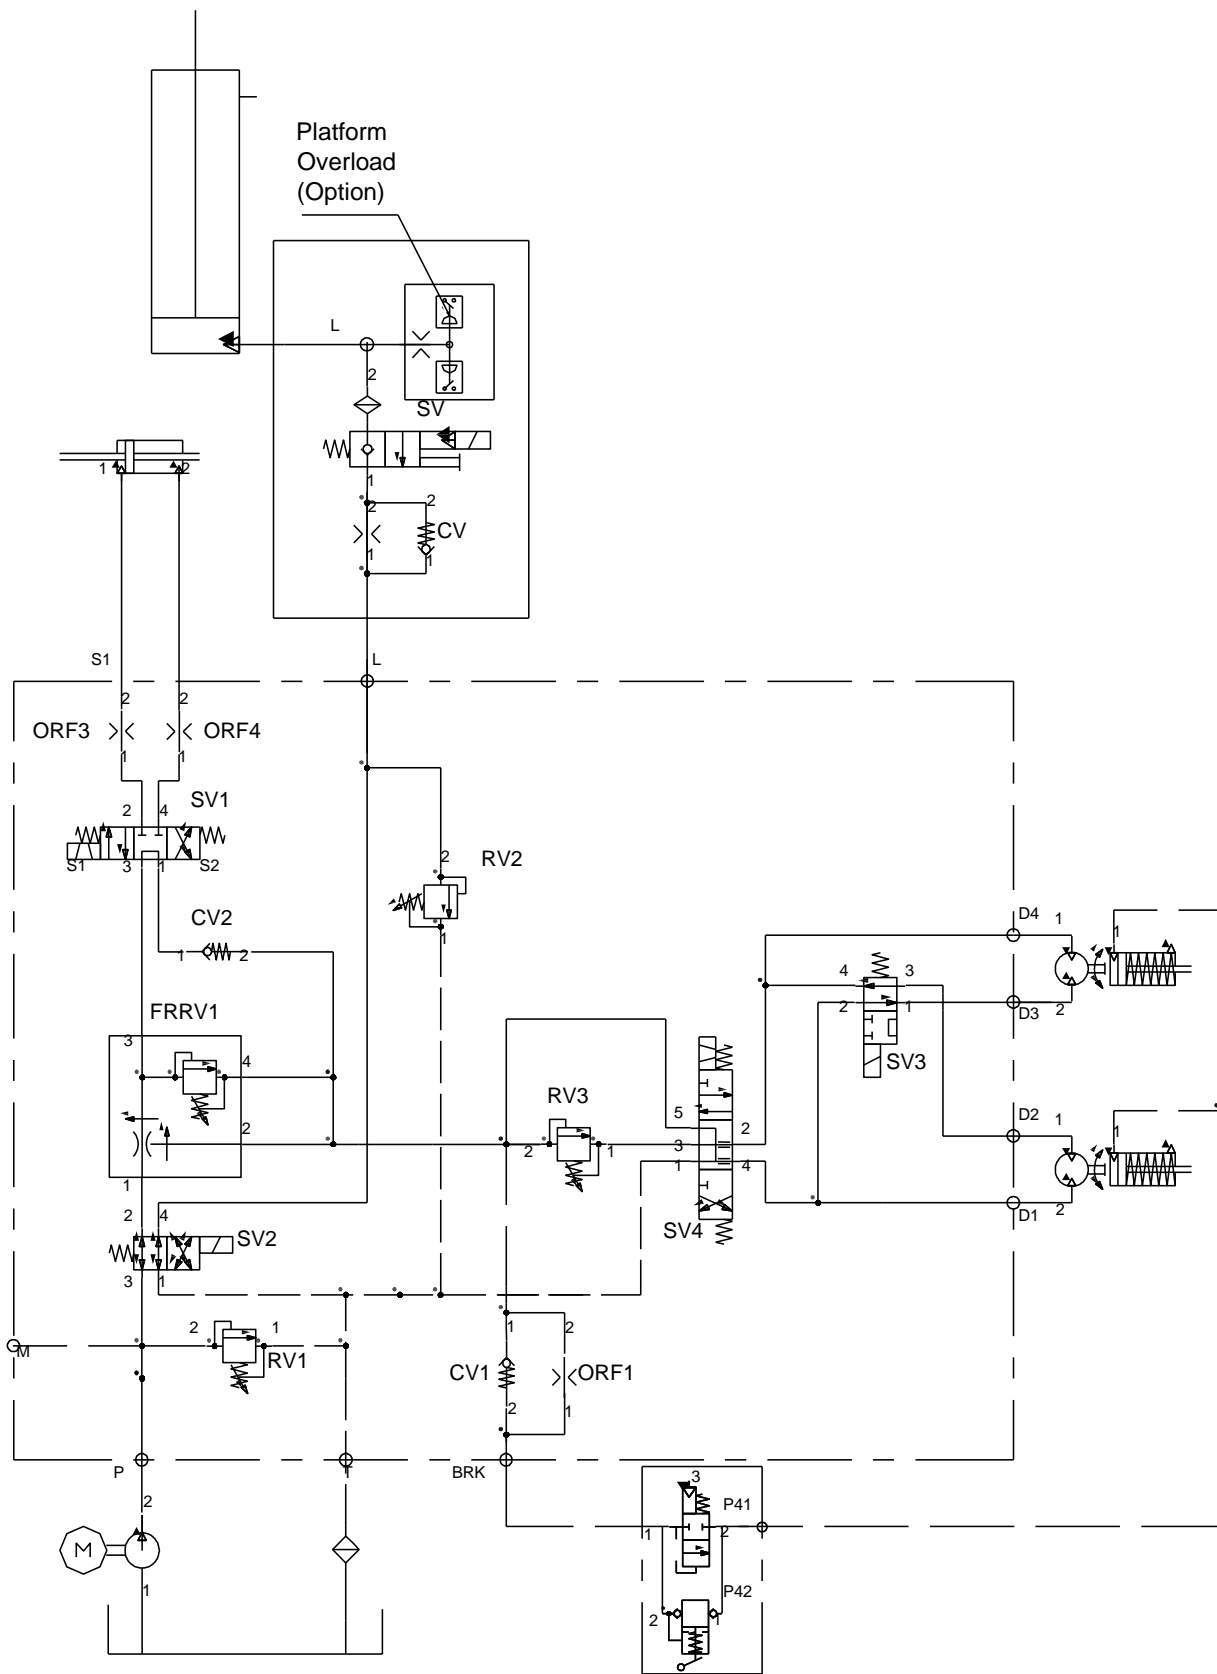 Platform
Overload
(Option)
L
2
SV
1 2
1
2 2
CV
1 1
S1 L
2 2
ORF3 ORF4
1 1
SV1
2 4
RV2
2
S1 3 1 S2
CV2
D4 1
1
1 2
1
4 3
FRRV1
2 1
D3 2
3
SV3
4
RV3
5
D2 1
1
2
2
3
2 1
1 4
1
D1 2
2 4
SV2
SV4
3 1
2 1
1 2
M
RV1
CV1 ORF1
2 1
P T BRK
3
P41
2
1 2
M
1
P42
2 1